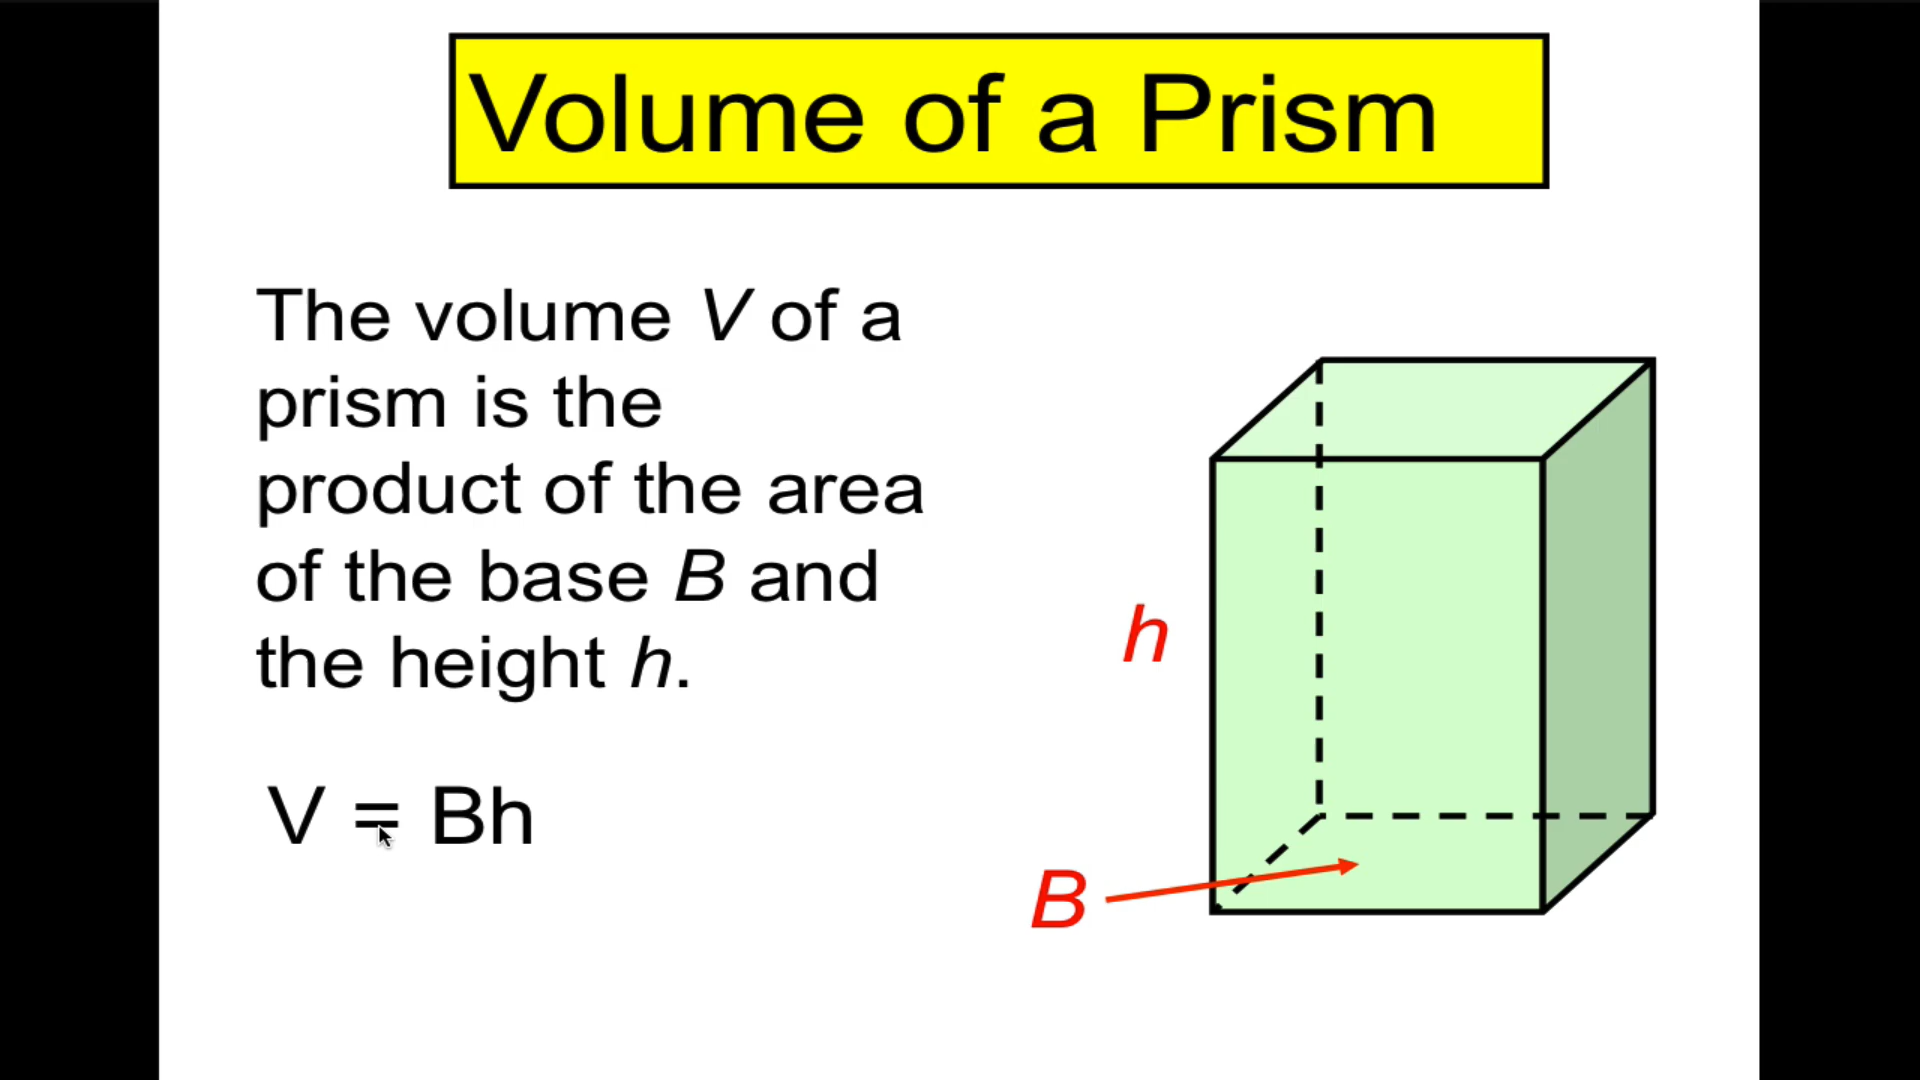 Volume of a Prism
The volume V of a
prism is the
product of the area
of the base B and
the height h.
V = Bh
h
B